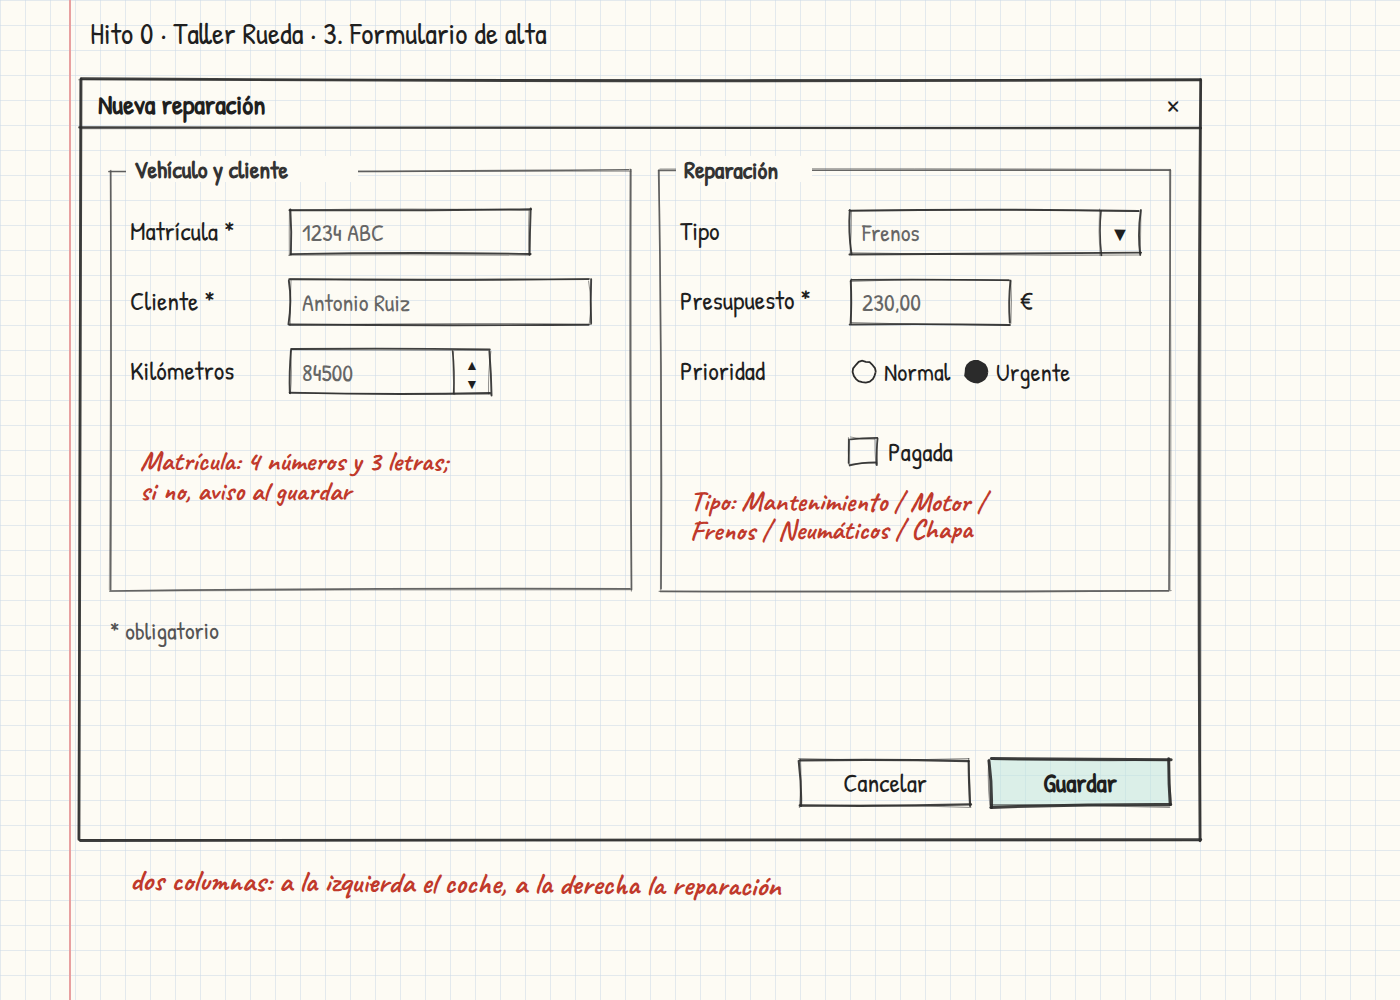 Hito 0 · Taller Rueda · 3. Formulario de alta
Nueva reparación ×
Vehículo y cliente
Matrícula * 1234 ABC
Cliente * Antonio Ruiz
Kilómetros 84500 ▲ ▼
Matrícula: 4 números y 3 letras;
si no, aviso al guardar
Reparación
Tipo Frenos ▼
Presupuesto * 230,00 €
Prioridad Normal Urgente
Pagada
Tipo: Mantenimiento / Motor /
Frenos / Neumáticos / Chapa
* obligatorio
Cancelar Guardar
dos columnas: a la izquierda el coche, a la derecha la reparación